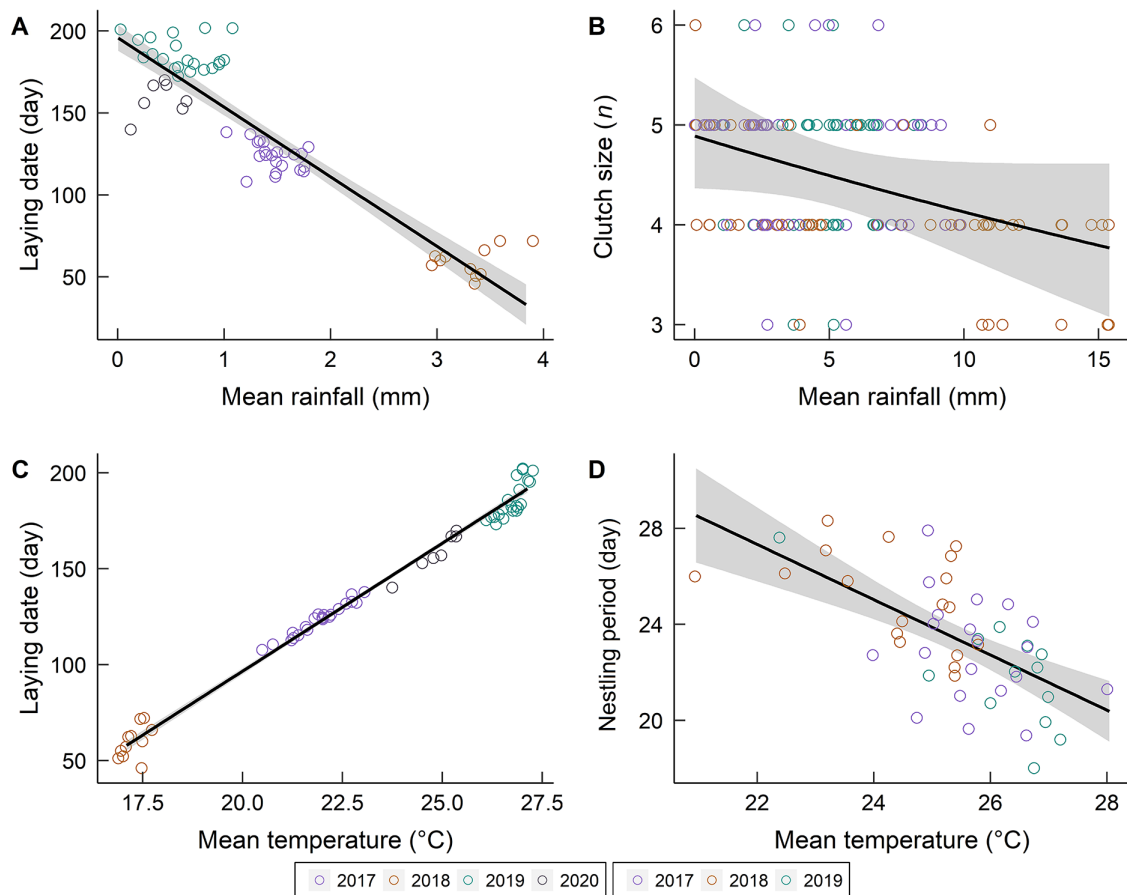 A
200
150
100
50
Laying date (day)
0 1 2 3 4
Mean rainfall (mm)
B
6
5
4
3
Clutch size (n)
0 5 10 15
Mean rainfall (mm)
C
200
150
100
50
Laying date (day)
17.5 20.0 22.5 25.0 27.5
Mean temperature (°C)
D
28
24
20
Nestling period (day)
22 24 26 28
Mean temperature (°C)
2017 2018 2019 2020
2017 2018 2019